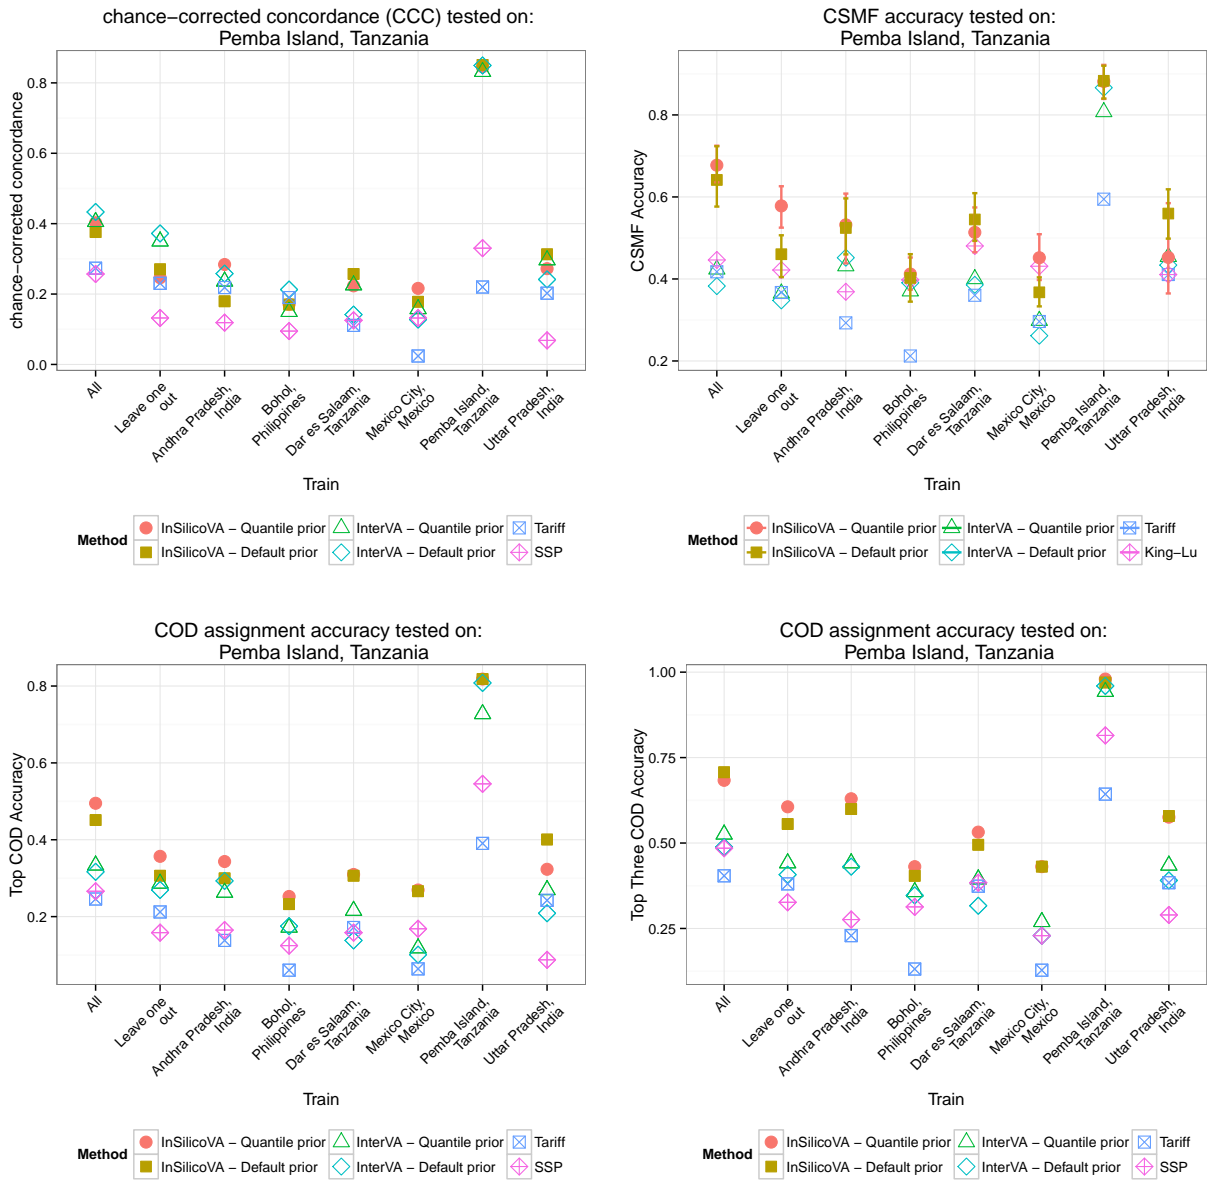 chance−corrected concordance (CCC) tested on:
Pemba Island, Tanzania
chance−corrected concordance
0.8
0.6
0.4
0.2
0.0
All
Leave one
out
Andhra Pradesh,
India
Bohol,
Philippines
Dar es Salaam,
Tanzania
Mexico City,
Mexico
Pemba Island,
Tanzania
Uttar Pradesh,
India
Train
Method
InSilicoVA − Quantile prior
InterVA − Quantile prior
Tariff
InSilicoVA − Default prior
InterVA − Default prior
SSP
CSMF accuracy tested on:
Pemba Island, Tanzania
CSMF Accuracy
0.8
0.6
0.4
0.2
All
Leave one
out
Andhra Pradesh,
India
Bohol,
Philippines
Dar es Salaam,
Tanzania
Mexico City,
Mexico
Pemba Island,
Tanzania
Uttar Pradesh,
India
Train
Method
InSilicoVA − Quantile prior
InterVA − Quantile prior
Tariff
InSilicoVA − Default prior
InterVA − Default prior
King−Lu
COD assignment accuracy tested on:
Pemba Island, Tanzania
Top COD Accuracy
0.8
0.6
0.4
0.2
All
Leave one
out
Andhra Pradesh,
India
Bohol,
Philippines
Dar es Salaam,
Tanzania
Mexico City,
Mexico
Pemba Island,
Tanzania
Uttar Pradesh,
India
Train
Method
InSilicoVA − Quantile prior
InterVA − Quantile prior
Tariff
InSilicoVA − Default prior
InterVA − Default prior
SSP
COD assignment accuracy tested on:
Pemba Island, Tanzania
Top Three COD Accuracy
1.00
0.75
0.50
0.25
All
Leave one
out
Andhra Pradesh,
India
Bohol,
Philippines
Dar es Salaam,
Tanzania
Mexico City,
Mexico
Pemba Island,
Tanzania
Uttar Pradesh,
India
Train
Method
InSilicoVA − Quantile prior
InterVA − Quantile prior
Tariff
InSilicoVA − Default prior
InterVA − Default prior
SSP